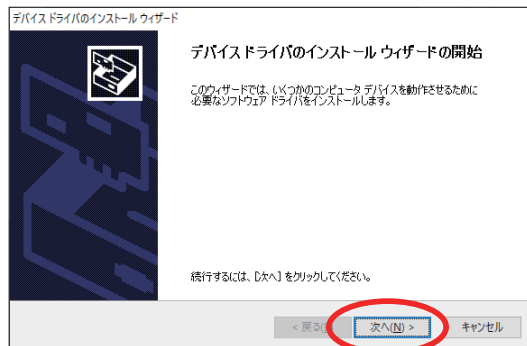 デバイス ドライバのインストール ウィザード
デバイス ドライバのインストール ウィザードの開始
このウィザードでは、いくつかのコンピュータ デバイスを動作させるために
必要なソフトウェア ドライバをインストールします。
続行するには、[次へ] をクリックしてください。
< 戻る
次へ(N) >
キャンセル